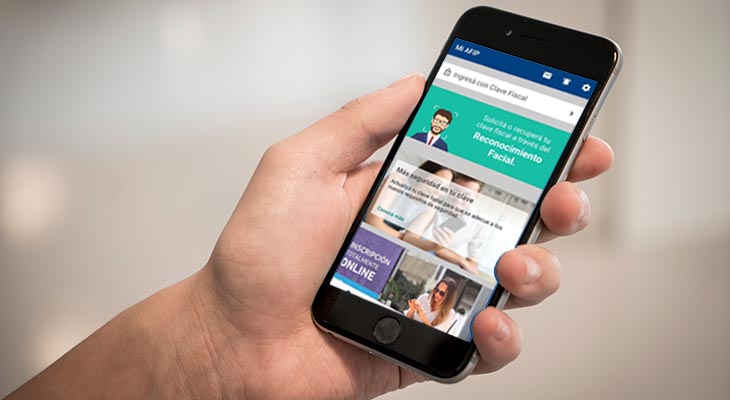 Mi AFIP
Ingresá con Clave Fiscal
Solicitá o recuperá tu
clave fiscal a través del
Reconocimiento
Facial.
Más seguridad en tu clave
Actualizá tu clave fiscal para que se adecue a los
nuevos requisitos de seguridad.
Conocé más
INSCRIPCIÓN
TOTALMENTE
ONLINE